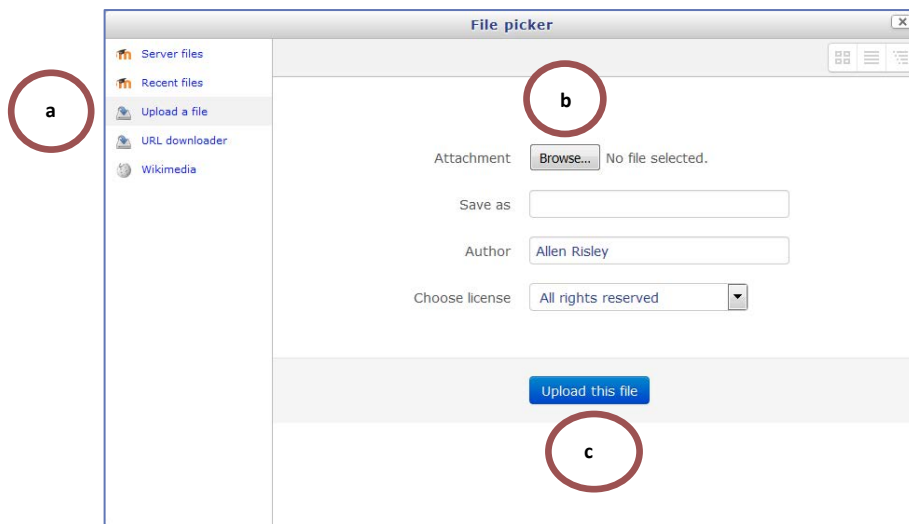 File picker
Server files
Recent files
a
Upload a file
b
URL downloader
Wikimedia
Attachment Browse... No file selected.
Save as
Author Allen Risley
Choose license All rights reserved
Upload this file
c